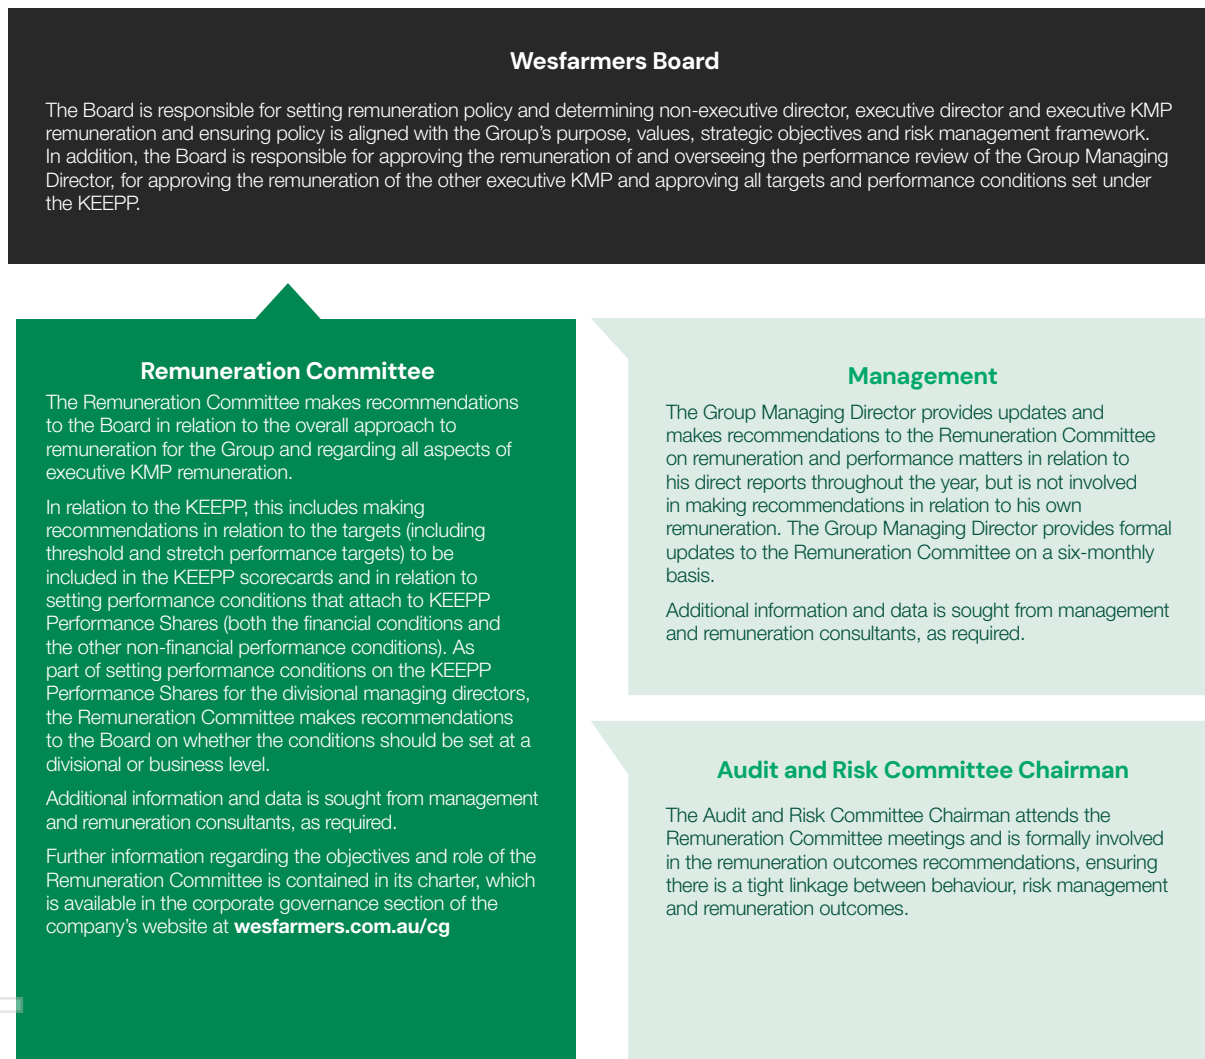 Wesfarmers Board
The Board is responsible for setting remuneration policy and determining non-executive director, executive director and executive KMP
remuneration and ensuring policy is aligned with the Group's purpose, values, strategic objectives and risk management framework.
In addition, the Board is responsible for approving the remuneration of and overseeing the performance review of the Group Managing
Director, for approving the remuneration of the other executive KMP and approving all targets and performance conditions set under
the KEEPP.
Remuneration Committee
The Remuneration Committee makes recommendations
to the Board in relation to the overall approach to
remuneration for the Group and regarding all aspects of
executive KMP remuneration.
In relation to the KEEPP, this includes making
recommendations in relation to the targets (including
threshold and stretch performance targets) to be
included in the KEEPP scorecards and in relation to
setting performance conditions that attach to KEEPP
Performance Shares (both the financial conditions and
the other non-financial performance conditions). As
part of setting performance conditions on the KEEPP
Performance Shares for the divisional managing directors,
the Remuneration Committee makes recommendations
to the Board on whether the conditions should be set at a
divisional or business level.
Additional information and data is sought from management
and remuneration consultants, as required.
Further information regarding the objectives and role of the
Remuneration Committee is contained in its charter, which
is available in the corporate governance section of the
company's website at wesfarmers.com.au/cg
Management
The Group Managing Director provides updates and
makes recommendations to the Remuneration Committee
on remuneration and performance matters in relation to
his direct reports throughout the year, but is not involved
in making recommendations in relation to his own
remuneration. The Group Managing Director provides formal
updates to the Remuneration Committee on a six-monthly
basis.
Additional information and data is sought from management
and remuneration consultants, as required.
Audit and Risk Committee Chairman
The Audit and Risk Committee Chairman attends the
Remuneration Committee meetings and is formally involved
in the remuneration outcomes recommendations, ensuring
there is a tight linkage between behaviour, risk management
and remuneration outcomes.